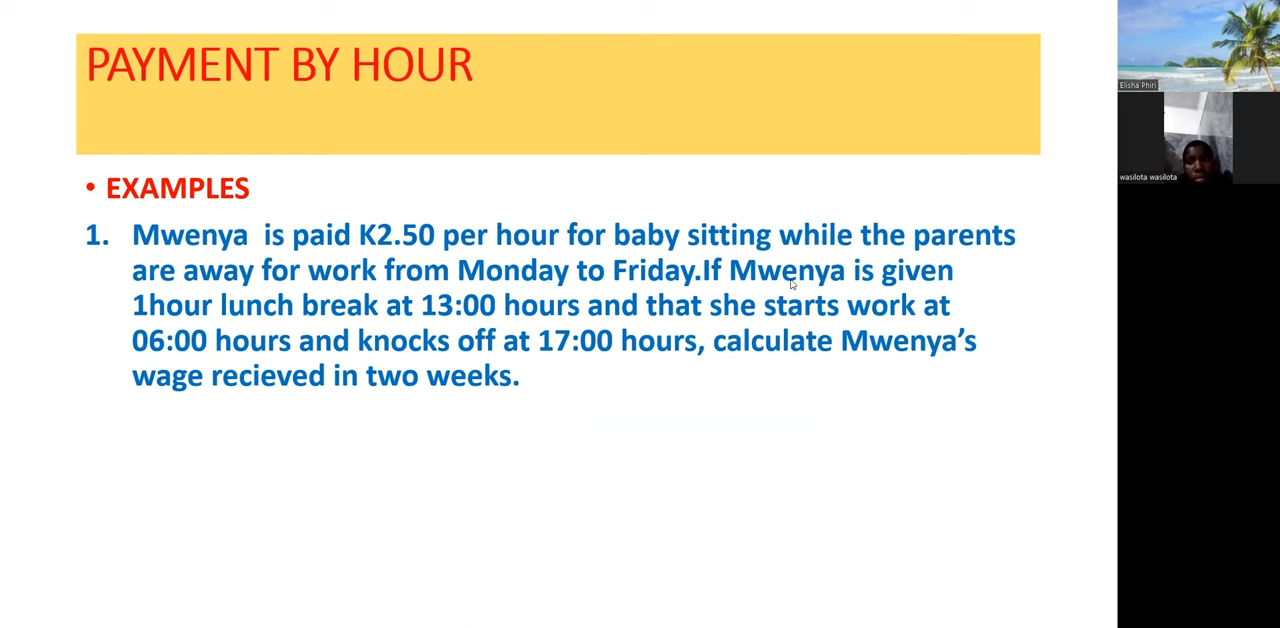 PAYMENT BY HOUR
• EXAMPLES
1. Mwenya is paid K2.50 per hour for baby sitting while the parents
are away for work from Monday to Friday.If Mwenya is given
1hour lunch break at 13:00 hours and that she starts work at
06:00 hours and knocks off at 17:00 hours, calculate Mwenya’s
wage recieved in two weeks.
Elisha Phiri
wasilota wasilota